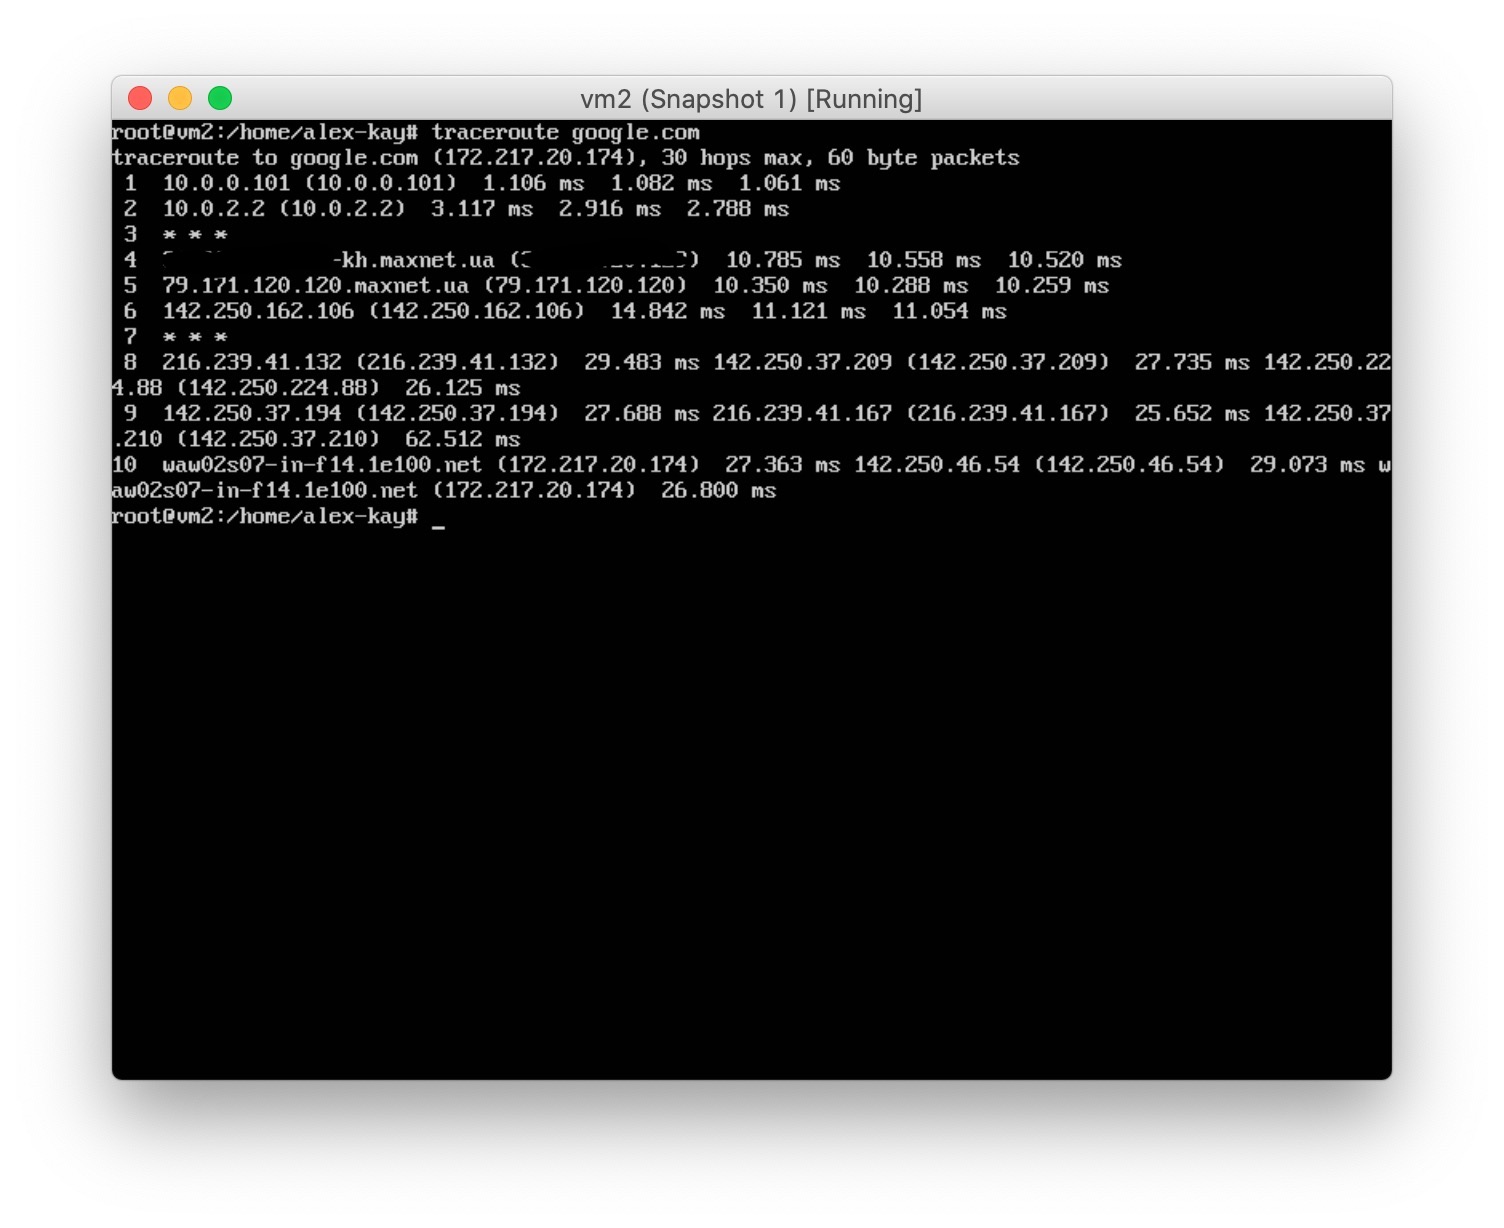 vm2 (Snapshot 1) [Running]
root@vm2:/home/alex-kay# traceroute google.com
traceroute to google.com (172.217.20.174), 30 hops max, 60 byte packets
 1  10.0.0.101 (10.0.0.101)  1.106 ms  1.082 ms  1.061 ms
 2  10.0.2.2 (10.0.2.2)  3.117 ms  2.916 ms  2.788 ms
 3  * * *
 4  -kh.maxnet.ua ( )  10.785 ms  10.558 ms  10.520 ms
 5  79.171.120.120.maxnet.ua (79.171.120.120)  10.350 ms  10.288 ms  10.259 ms
 6  142.250.162.106 (142.250.162.106)  14.842 ms  11.121 ms  11.054 ms
 7  * * *
 8  216.239.41.132 (216.239.41.132)  29.483 ms 142.250.37.209 (142.250.37.209)  27.735 ms 142.250.22
4.88 (142.250.224.88)  26.125 ms
 9  142.250.37.194 (142.250.37.194)  27.688 ms 216.239.41.167 (216.239.41.167)  25.652 ms 142.250.37
.210 (142.250.37.210)  62.512 ms
10  waw02s07-in-f14.1e100.net (172.217.20.174)  27.363 ms 142.250.46.54 (142.250.46.54)  29.073 ms w
aw02s07-in-f14.1e100.net (172.217.20.174)  26.800 ms
root@vm2:/home/alex-kay# _